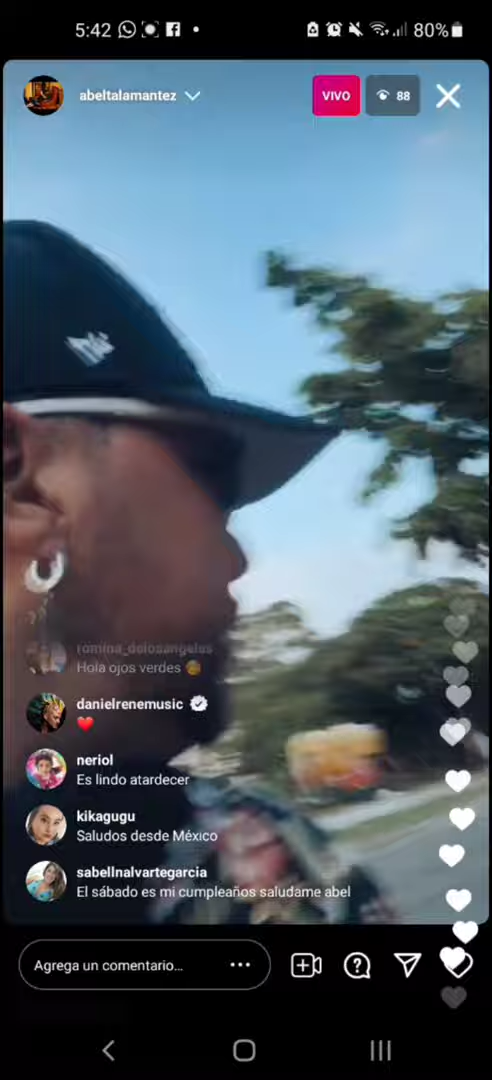 5:42
80%
abeltalamantez
VIVO
88
romina_delosangeles
Hola ojos verdes
danielrenemusic
neriol
Es lindo atardecer
kikagugu
Saludos desde México
sabellnalvartegarcia
El sábado es mi cumpleaños saludame abel
Agrega un comentario...